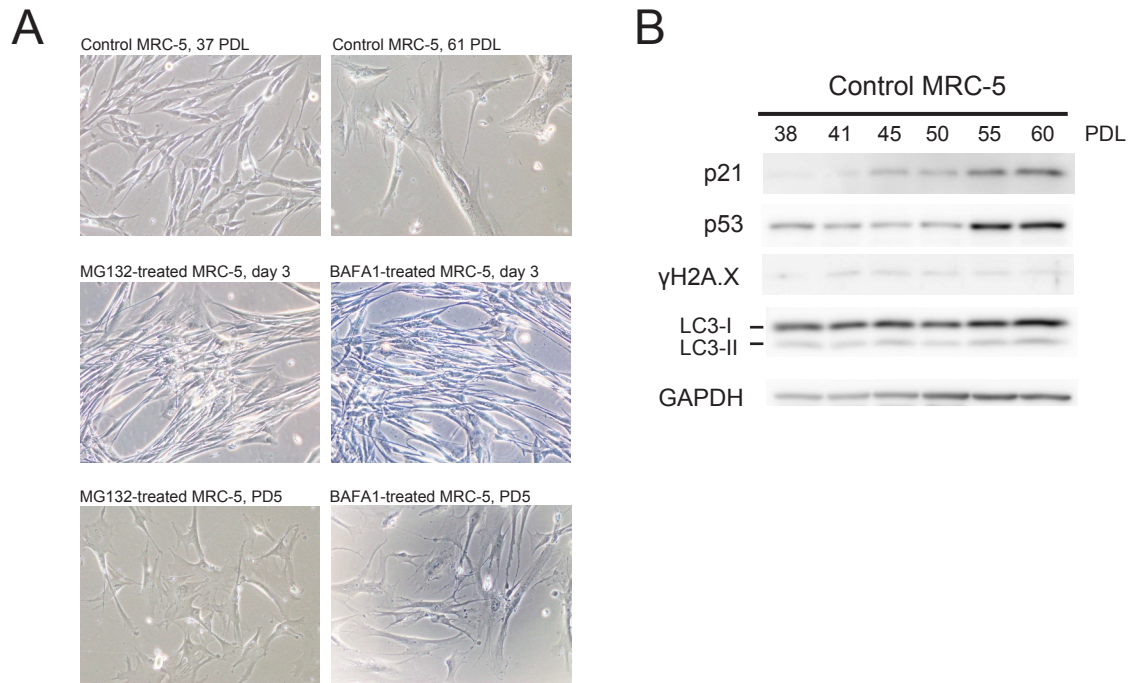 A
Control MRC-5, 37 PDL
Control MRC-5, 61 PDL
MG132-treated MRC-5, day 3
BAFA1-treated MRC-5, day 3
MG132-treated MRC-5, PD5
BAFA1-treated MRC-5, PD5
B
Control MRC-5
38 41 45 50 55 60 PDL
p21
p53
γH2A.X
LC3-I
LC3-II
GAPDH